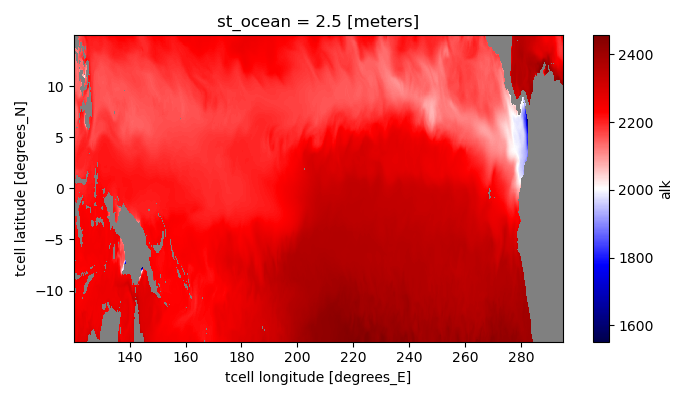 st_ocean = 2.5 [meters]
10
5
0
−5
−10
tcell latitude [degrees_N]
140 160 180 200 220 240 260 280
tcell longitude [degrees_E]
2400
2200
2000
1800
1600
alk